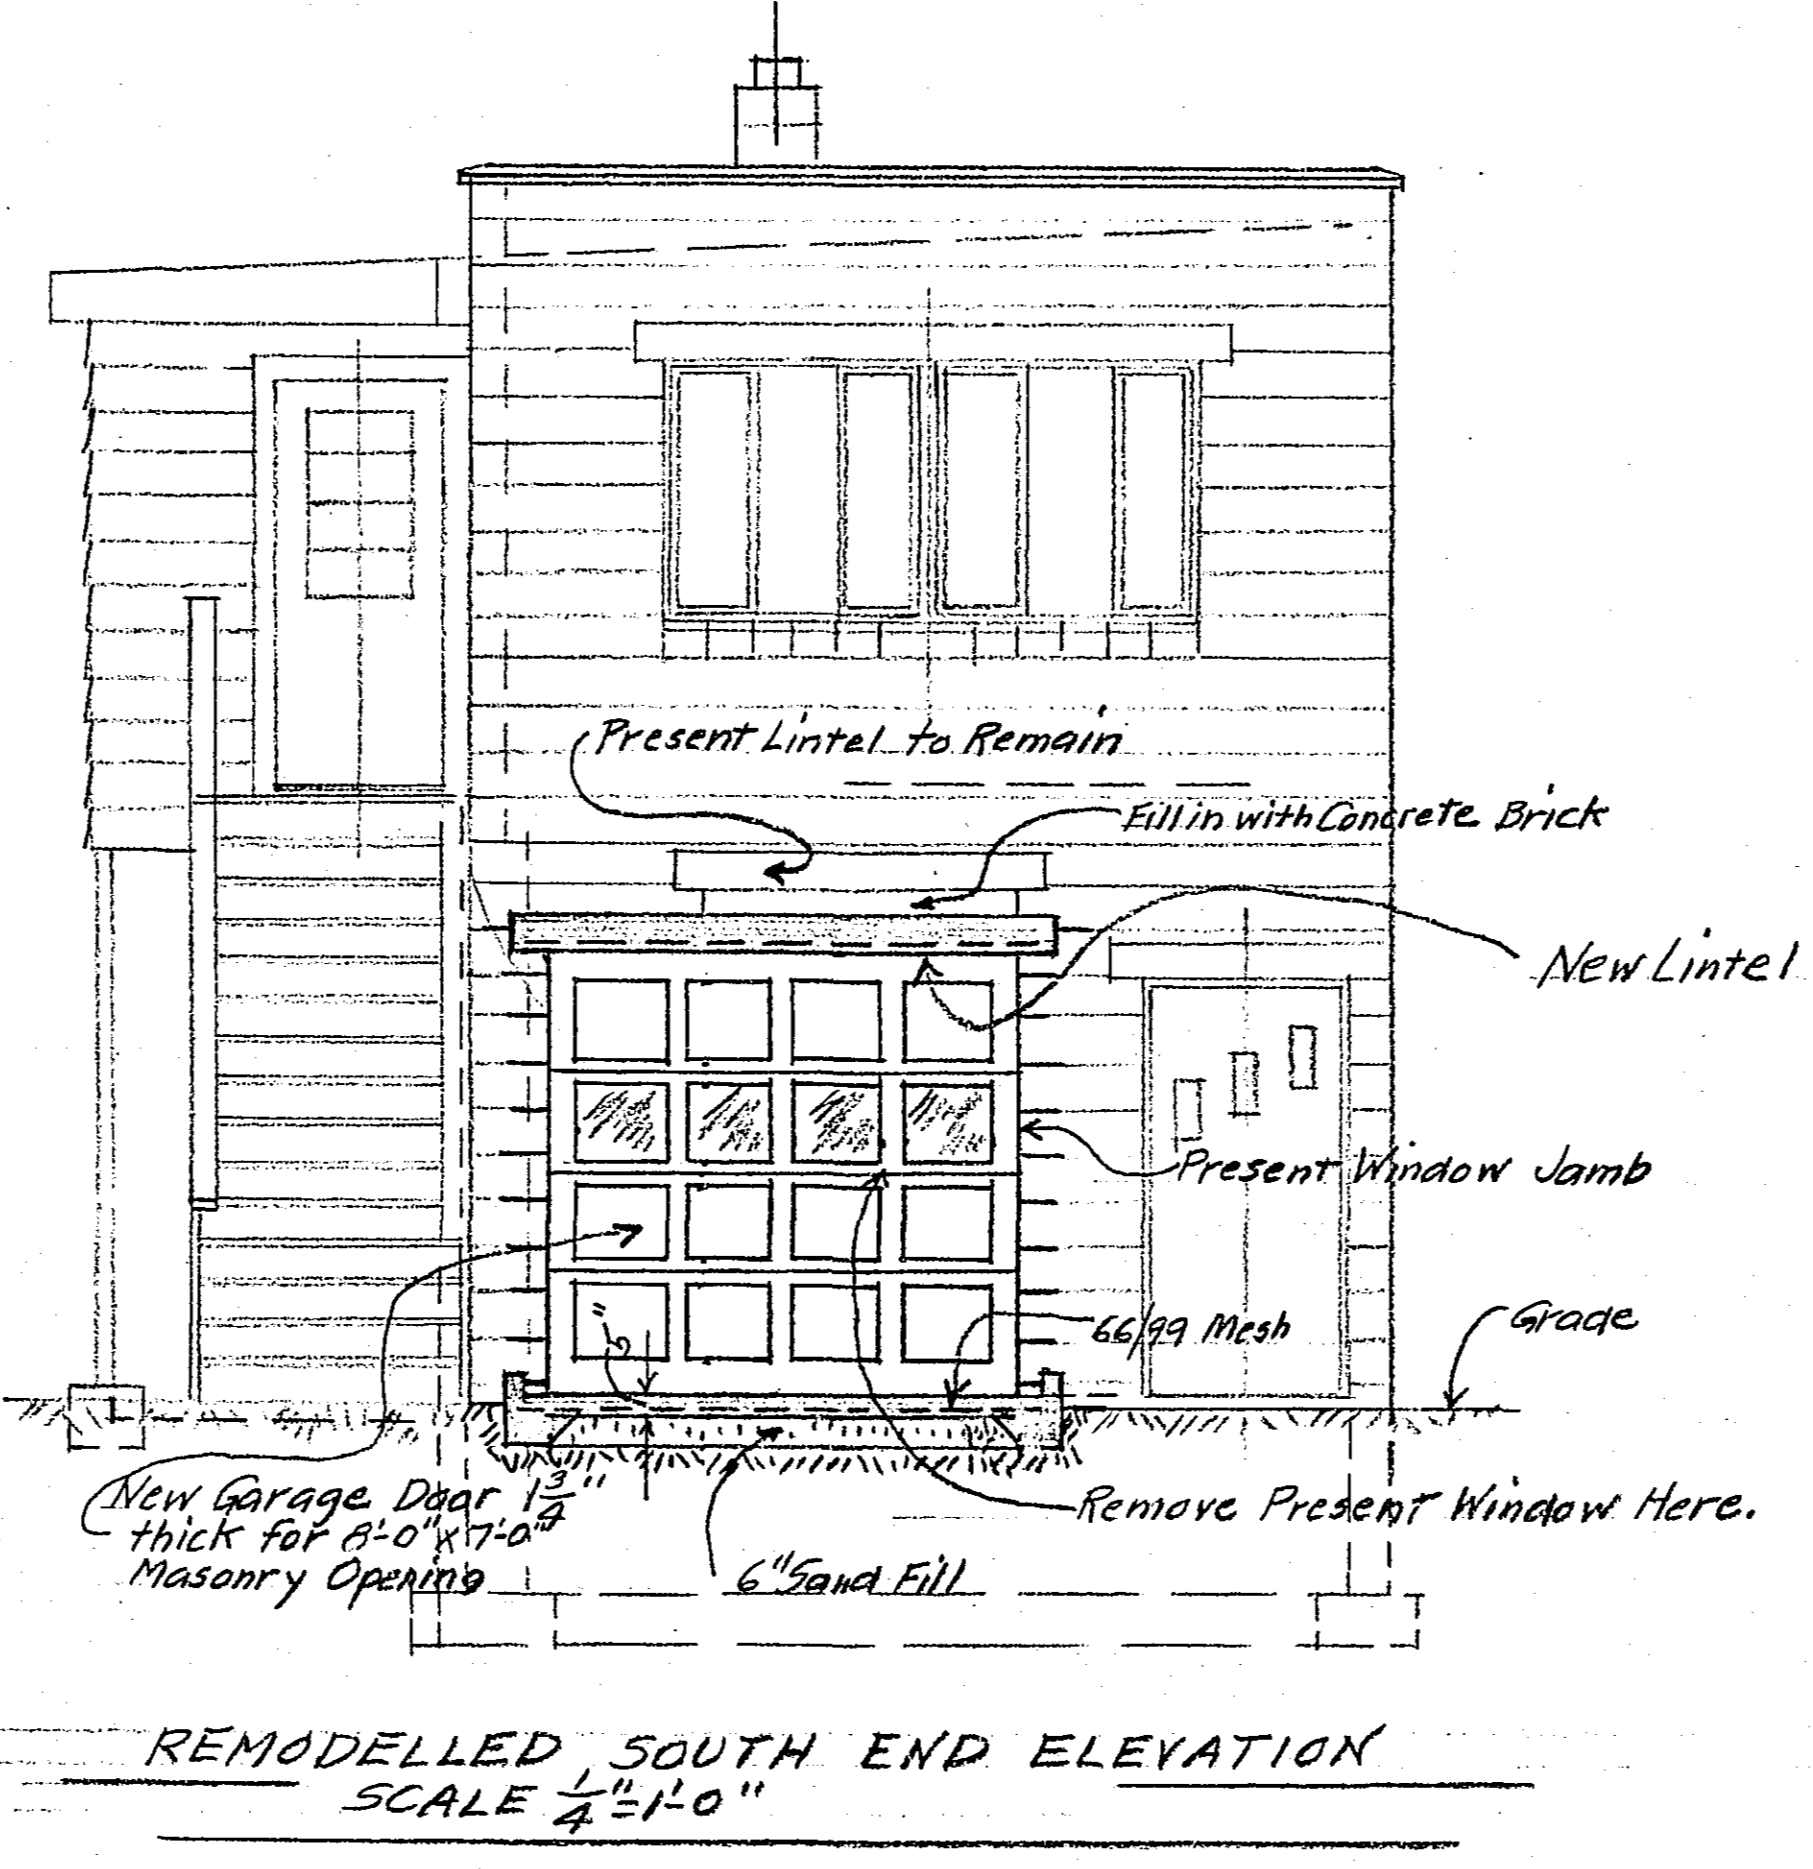 Present Lintel to Remain
Fill in with Concrete Brick
New Lintel
Present Window Jamb
66/99 Mesh
Grade
New Garage Door 1 3/4"
thick for 8'-0" x 7'-0"
Masonry Opening
Remove Present Window Here.
6" Sand Fill
REMODELLED SOUTH END ELEVATION
SCALE 1/4" = 1'-0"